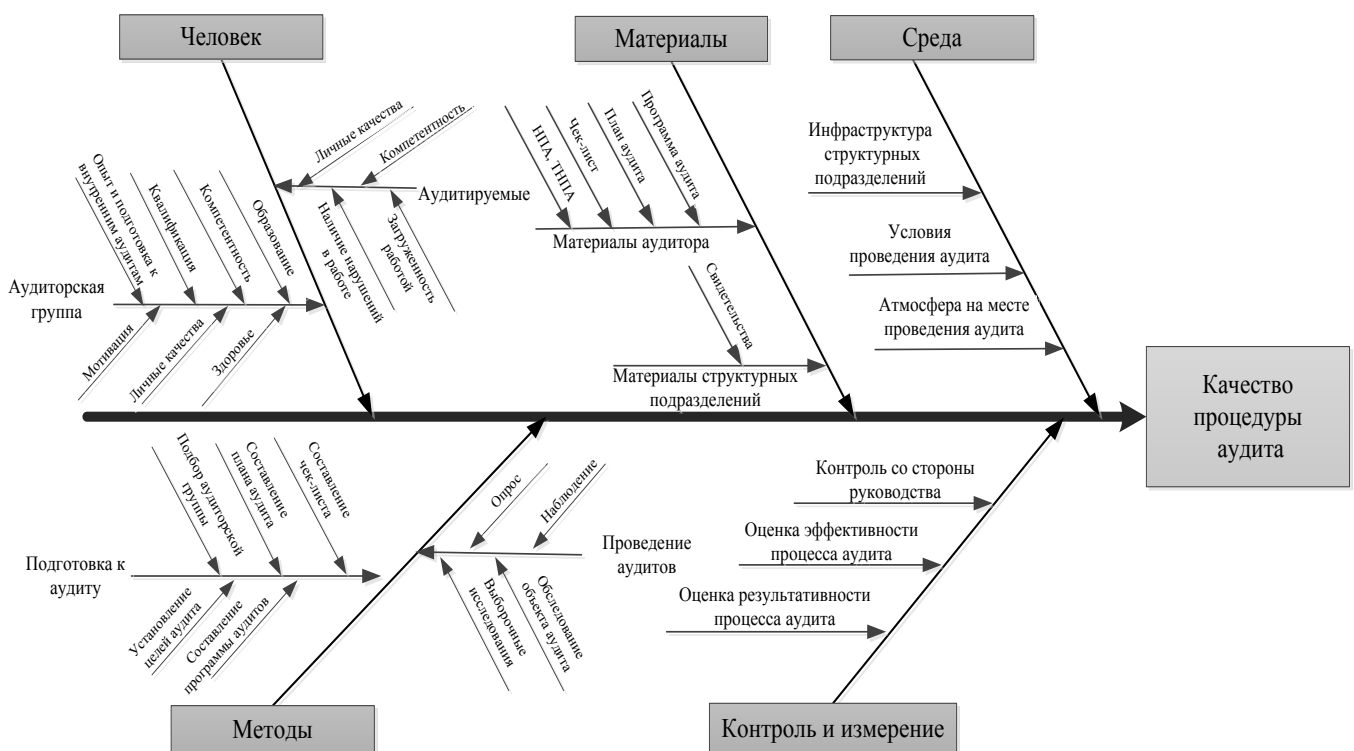 Человек
Материалы
Среда
Личные качества
Компетентность
Аудитируемые
Наличие нарушений
в работе
Загруженность
работой
Опыт и подготовка к
внутренним аудитам
Квалификация
Компетентность
Образование
Аудиторская
группа
Мотивация
Личные качества
Здоровье
НПА, ТНПА
Чек-лист
План аудита
Программа аудита
Материалы аудитора
Свидетельства
Материалы структурных
подразделений
Инфраструктура
структурных
подразделений
Условия
проведения аудита
Атмосфера на месте
проведения аудита
Качество
процедуры
аудита
Подбор аудиторской
группы
Составление
плана аудита
Составление
чек-листа
Подготовка к
аудиту
Установление
целей аудита
Составление
программы аудитов
Опрос
Наблюдение
Проведение
аудитов
Выборочные
исследования
Обследование
объекта аудита
Контроль со стороны
руководства
Оценка эффективности
процесса аудита
Оценка результативности
процесса аудита
Методы
Контроль и измерение